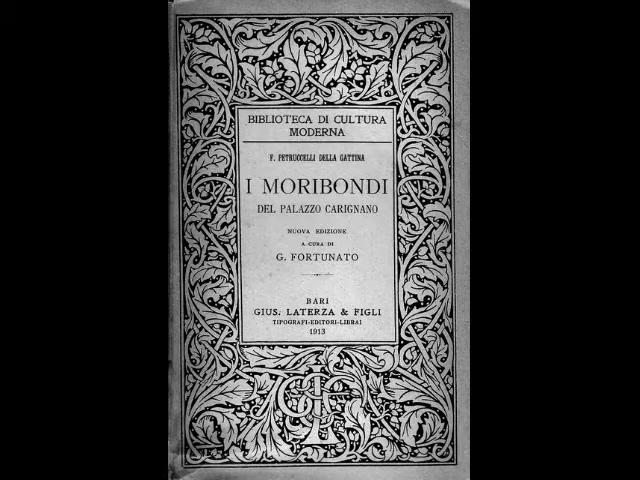 BIBLIOTECA DI CULTURA
MODERNA
F. PETRUCCELLI DELLA GATTINA
I MORIBONDI
DEL PALAZZO CARIGNANO
NUOVA EDIZIONE
A CURA DI
G. FORTUNATO
BARI
GIUS. LATERZA & FIGLI
TIPOGRAFI-EDITORI-LIBRAI
1913